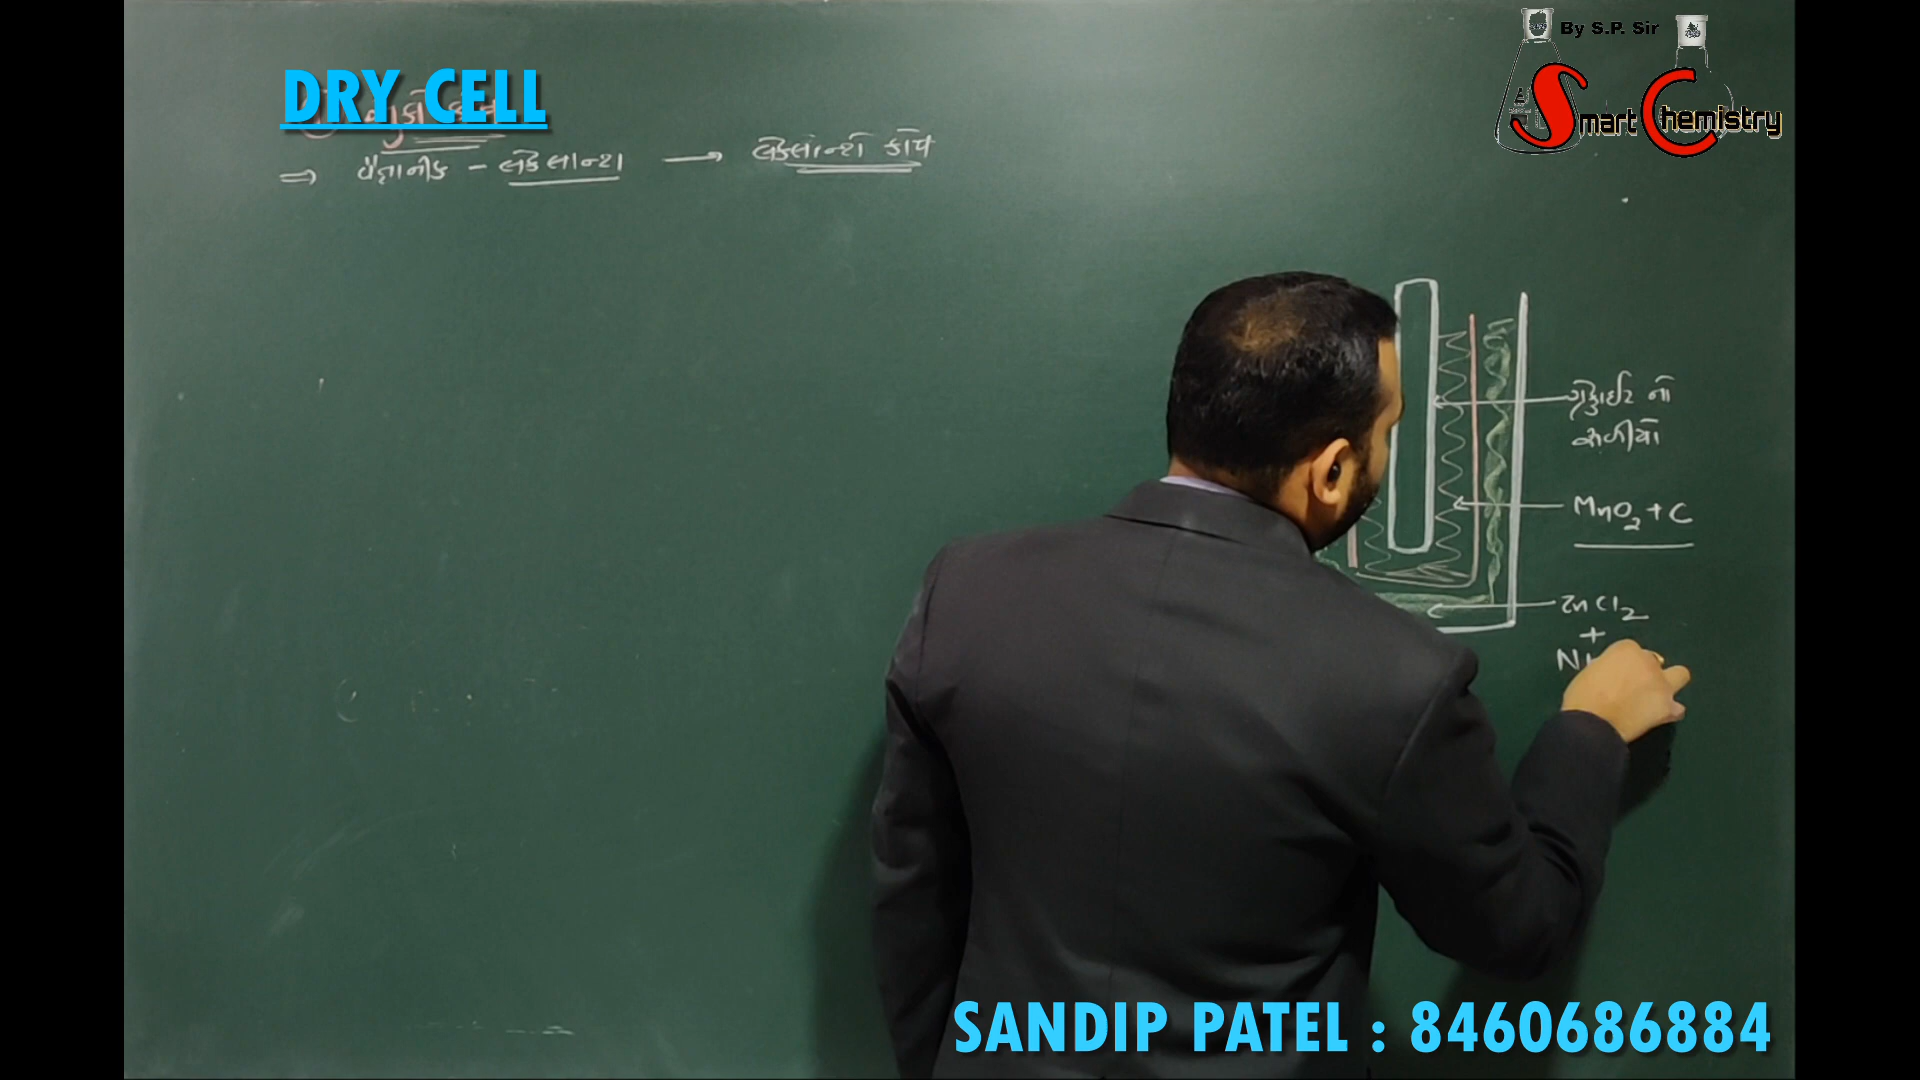 By S.P. Sir
Smart Chemistry
DRY CELL
⇒ વૈજ્ઞાનીક - લેક્લાન્શ → લેક્લાન્શે કોષ
ગ્રેફાઈટ નો
સળીયો
MnO₂ + C
ZnCl₂
+
SANDIP PATEL : 8460686884